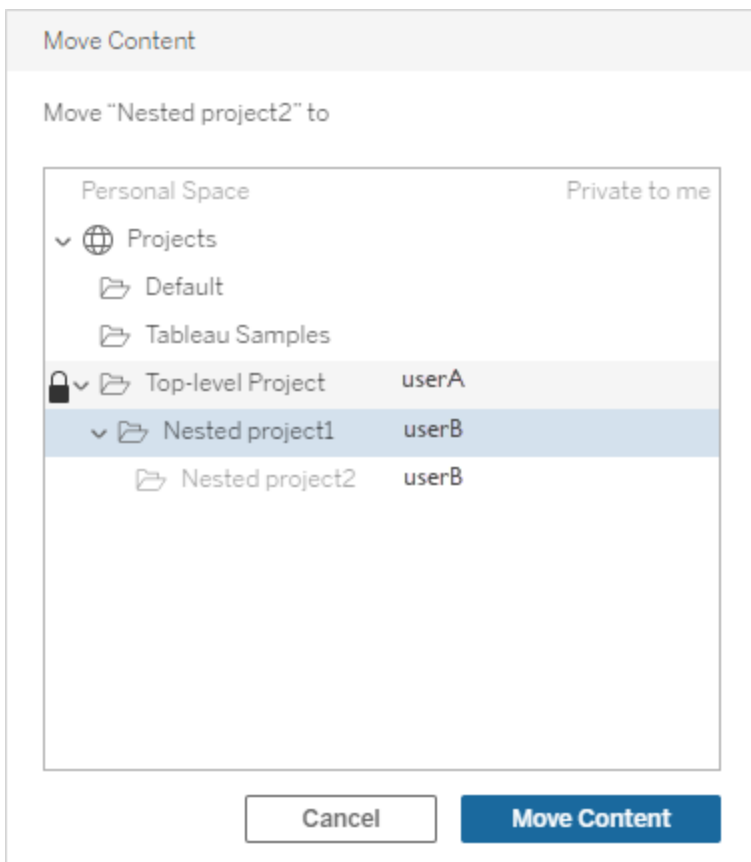 Move Content
Move “Nested project2” to
Personal Space Private to me
Projects
Default
Tableau Samples
Top-level Project userA
Nested project1 userB
Nested project2 userB
Cancel Move Content